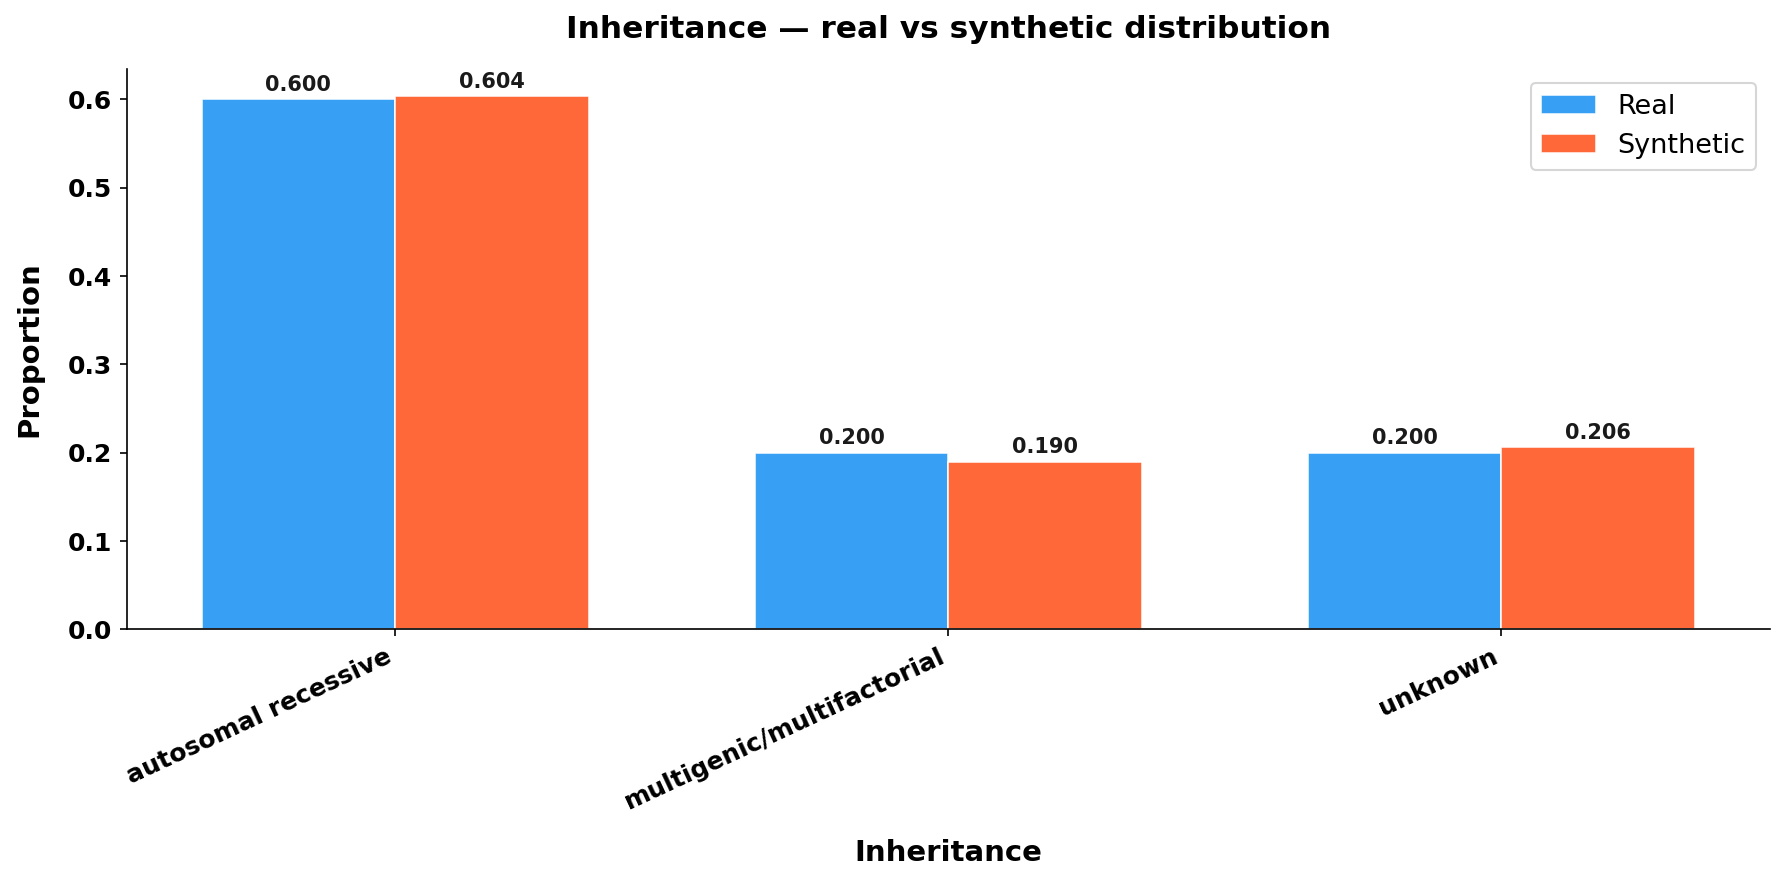 Inheritance — real vs synthetic distribution
Real
Synthetic
Proportion
0.6
0.5
0.4
0.3
0.2
0.1
0.0
0.600
0.604
0.200
0.190
0.200
0.206
autosomal recessive
multigenic/multifactorial
unknown
Inheritance